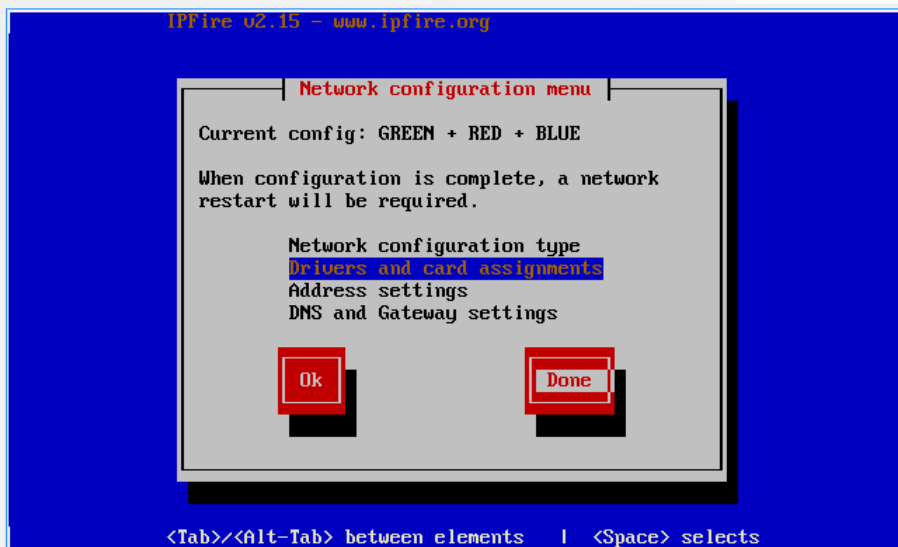 IPFire v2.15 - www.ipfire.org
Network configuration menu
Current config: GREEN + RED + BLUE
When configuration is complete, a network
restart will be required.
Network configuration type
Drivers and card assignments
Address settings
DNS and Gateway settings
Ok Done
<Tab>/<Alt-Tab> between elements | <Space> selects